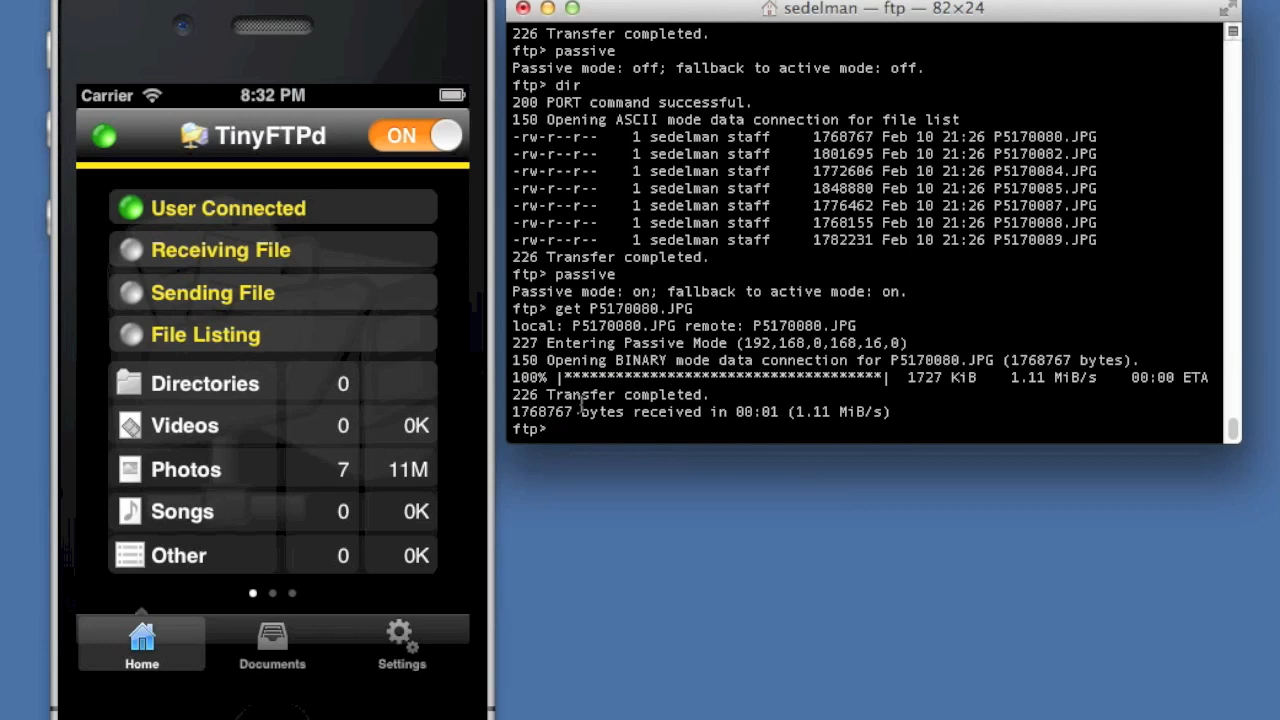 Carrier 8:32 PM
TinyFTPd ON
User Connected
Receiving File
Sending File
File Listing
Directories 0
Videos 0 0K
Photos 7 11M
Songs 0 0K
Other 0 0K
Home Documents Settings
sedelman — ftp — 82×24
226 Transfer completed.
ftp> passive
Passive mode: off; fallback to active mode: off.
ftp> dir
200 PORT command successful.
150 Opening ASCII mode data connection for file list
-rw-r--r-- 1 sedelman staff 1768767 Feb 10 21:26 P5170080.JPG
-rw-r--r-- 1 sedelman staff 1801695 Feb 10 21:26 P5170082.JPG
-rw-r--r-- 1 sedelman staff 1772606 Feb 10 21:26 P5170084.JPG
-rw-r--r-- 1 sedelman staff 1848880 Feb 10 21:26 P5170085.JPG
-rw-r--r-- 1 sedelman staff 1776462 Feb 10 21:26 P5170087.JPG
-rw-r--r-- 1 sedelman staff 1768155 Feb 10 21:26 P5170088.JPG
-rw-r--r-- 1 sedelman staff 1782231 Feb 10 21:26 P5170089.JPG
226 Transfer completed.
ftp> passive
Passive mode: on; fallback to active mode: on.
ftp> get P5170080.JPG
local: P5170080.JPG remote: P5170080.JPG
227 Entering Passive Mode (192,168,0,168,16,0)
150 Opening BINARY mode data connection for P5170080.JPG (1768767 bytes).
100% |*************************************| 1727 KiB 1.11 MiB/s 00:00 ETA
226 Transfer completed.
1768767 bytes received in 00:01 (1.11 MiB/s)
ftp>